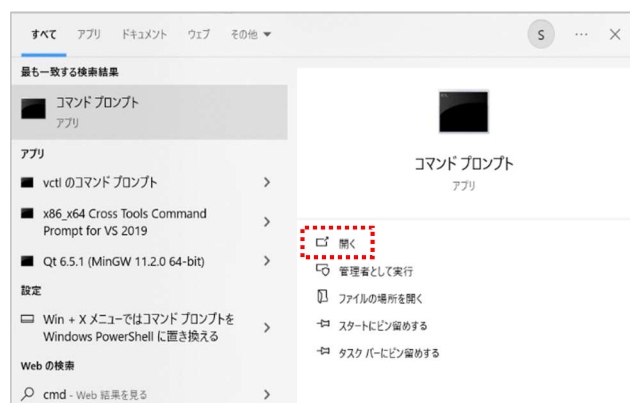 すべて アプリ ドキュメント ウェブ その他 S
最も一致する検索結果
コマンド プロンプト
アプリ
アプリ
vctl のコマンド プロンプト
x86_x64 Cross Tools Command
Prompt for VS 2019
Qt 6.5.1 (MinGW 11.2.0 64-bit)
設定
Win + X メニューではコマンド プロンプトを
Windows PowerShell に置き換える
Web の検索
cmd - Web 結果を見る
コマンド プロンプト
アプリ
開く
管理者として実行
ファイルの場所を開く
スタートにピン留めする
タスク バーにピン留めする